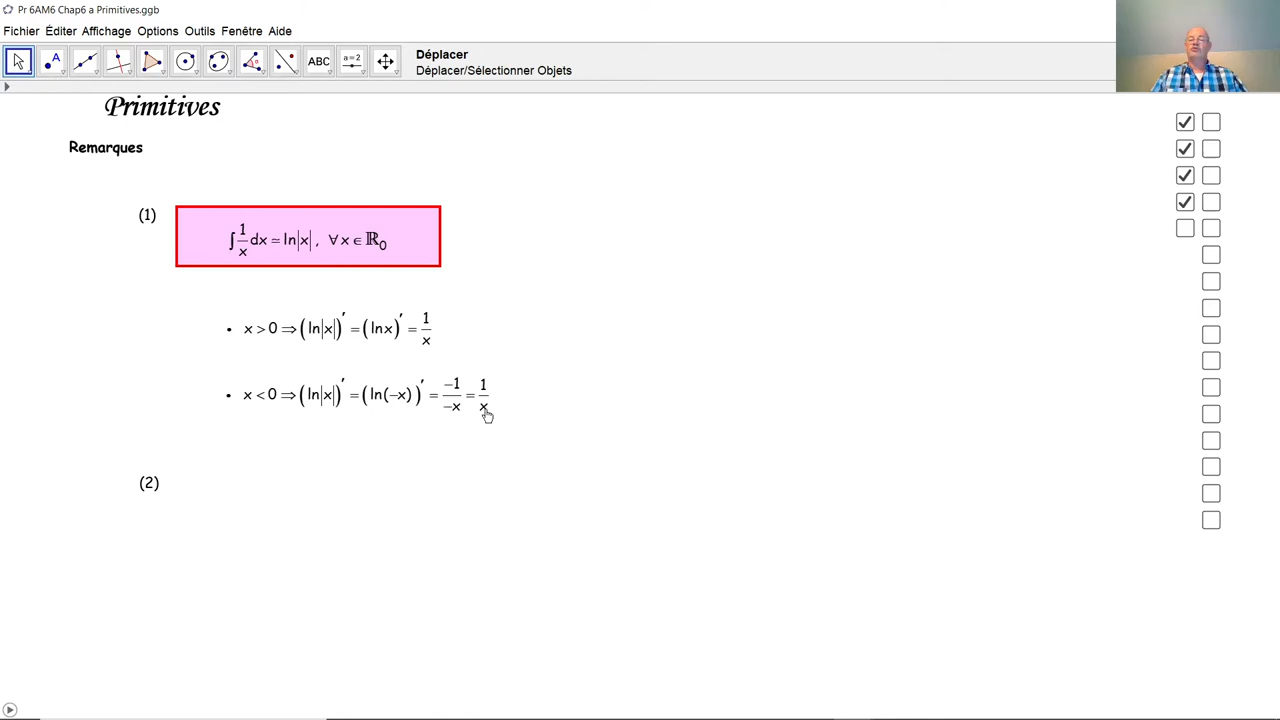 Pr 6AM6 Chap6 a Primitives.ggb
Fichier Éditer Affichage Options Outils Fenêtre Aide
A
ABC
a=2
Déplacer
Déplacer/Sélectionner Objets
Primitives
Remarques
(1) ∫ 1/x dx ≃ ln|x| , ∀ x ∈ ℝ₀
• x > 0 ⇒ (ln|x|)′ = (lnx)′ = 1/x
• x < 0 ⇒ (ln|x|)′ = (ln(−x))′ = −1/−x = 1/x
(2)